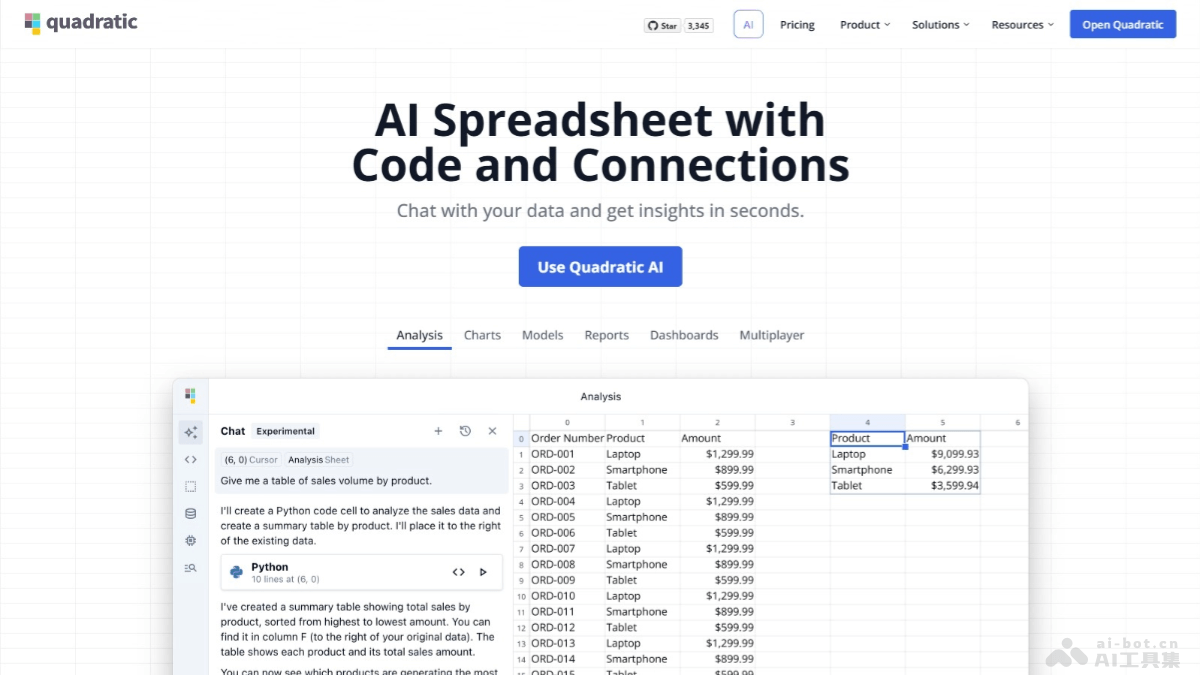 quadratic
Star 3,345 AI Pricing Product Solutions Resources Open Quadratic
AI Spreadsheet with
Code and Connections
Chat with your data and get insights in seconds.
Use Quadratic AI
Analysis Charts Models Reports Dashboards Multiplayer
Analysis
Chat Experimental
(6, 0) Cursor Analysis Sheet
Give me a table of sales volume by product.
I'll create a Python code cell to analyze the sales data and
create a summary table by product. I'll place it to the right
of the existing data.
Python
10 lines at (6, 0)
I've created a summary table showing total sales by
product, sorted from highest to lowest amount. You can
find it in column F (to the right of your original data). The
table shows each product and its total sales amount.
You can now see which products are generating the most
0 1 2 3 4 5 6
0 Order Number Product Amount Product Amount
1 ORD-001 Laptop $1,299.99 Laptop $9,099.93
2 ORD-002 Smartphone $899.99 Smartphone $6,299.93
3 ORD-003 Tablet $599.99 Tablet $3,599.94
4 ORD-004 Laptop $1,299.99
5 ORD-005 Smartphone $899.99
6 ORD-006 Tablet $599.99
7 ORD-007 Laptop $1,299.99
8 ORD-008 Smartphone $899.99
9 ORD-009 Tablet $599.99
10 ORD-010 Laptop $1,299.99
11 ORD-011 Smartphone $899.99
12 ORD-012 Tablet $599.99
13 ORD-013 Laptop $1,299.99
14 ORD-014 Smartphone $899.99
ORD-015 Tablet $599.99
ai-bot.cn
AI工具集